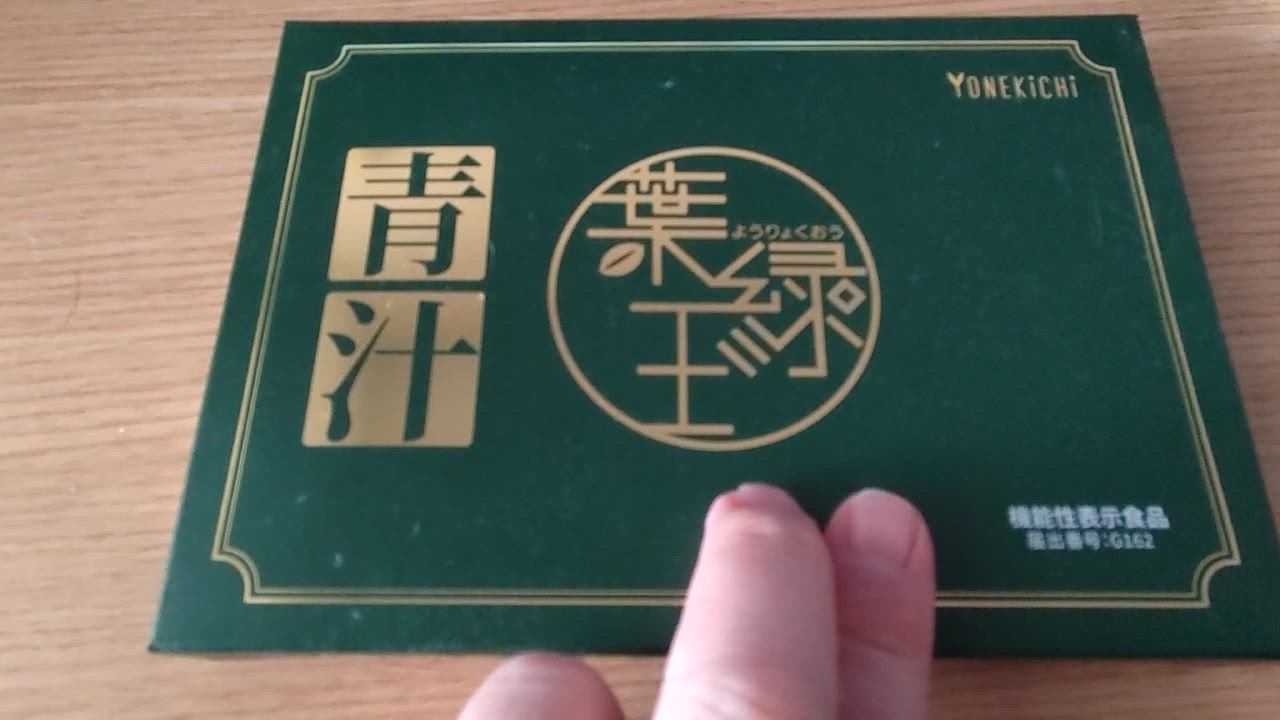 YONEKiCHi
青汁
葉緑王
ようりょくおう
機能性表示食品
届出番号:G162